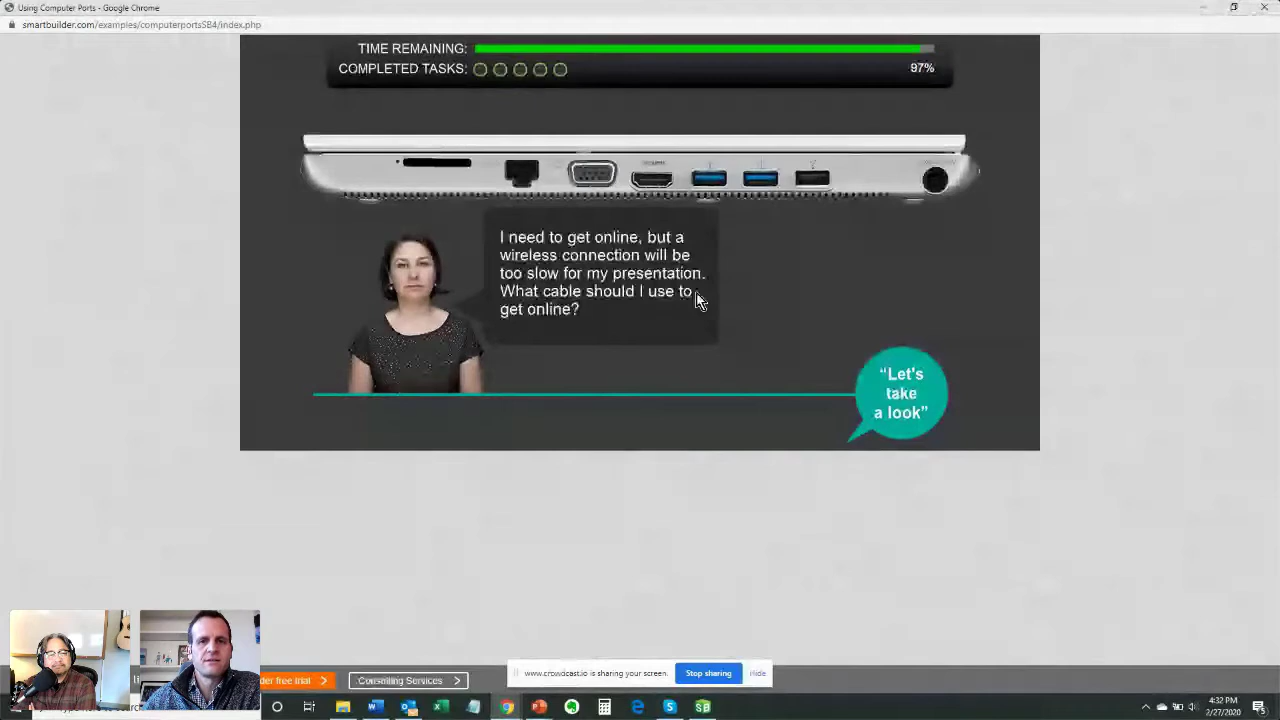 Using Computer Ports - Google Chrome
smartbuilder.com/examples/computerportsSB4/index.php
TIME REMAINING:
COMPLETED TASKS:
97%
I need to get online, but a
wireless connection will be
too slow for my presentation.
What cable should I use to
get online?
“Let's
take
a look”
www.crowdcast.io is sharing your screen.
Stop sharing
Hide
der free trial
Consulting Services
4:32 PM
2/27/2020